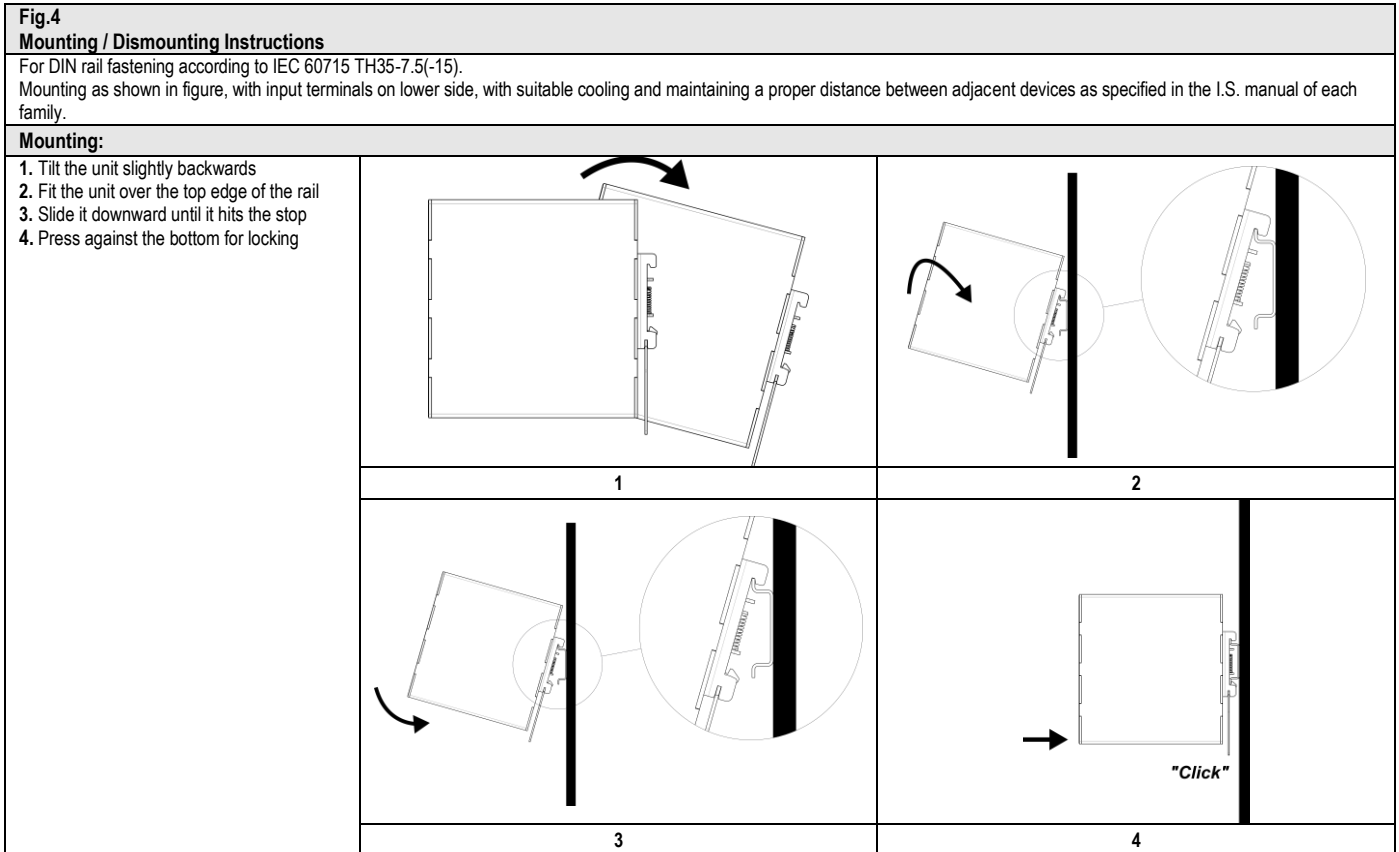 Fig.4
Mounting / Dismounting Instructions
For DIN rail fastening according to IEC 60715 TH35-7.5(-15).
Mounting as shown in figure, with input terminals on lower side, with suitable cooling and maintaining a proper distance between adjacent devices as specified in the I.S. manual of each
family.
Mounting:
1. Tilt the unit slightly backwards
2. Fit the unit over the top edge of the rail
3. Slide it downward until it hits the stop
4. Press against the bottom for locking
1
2
"Click"
3
4